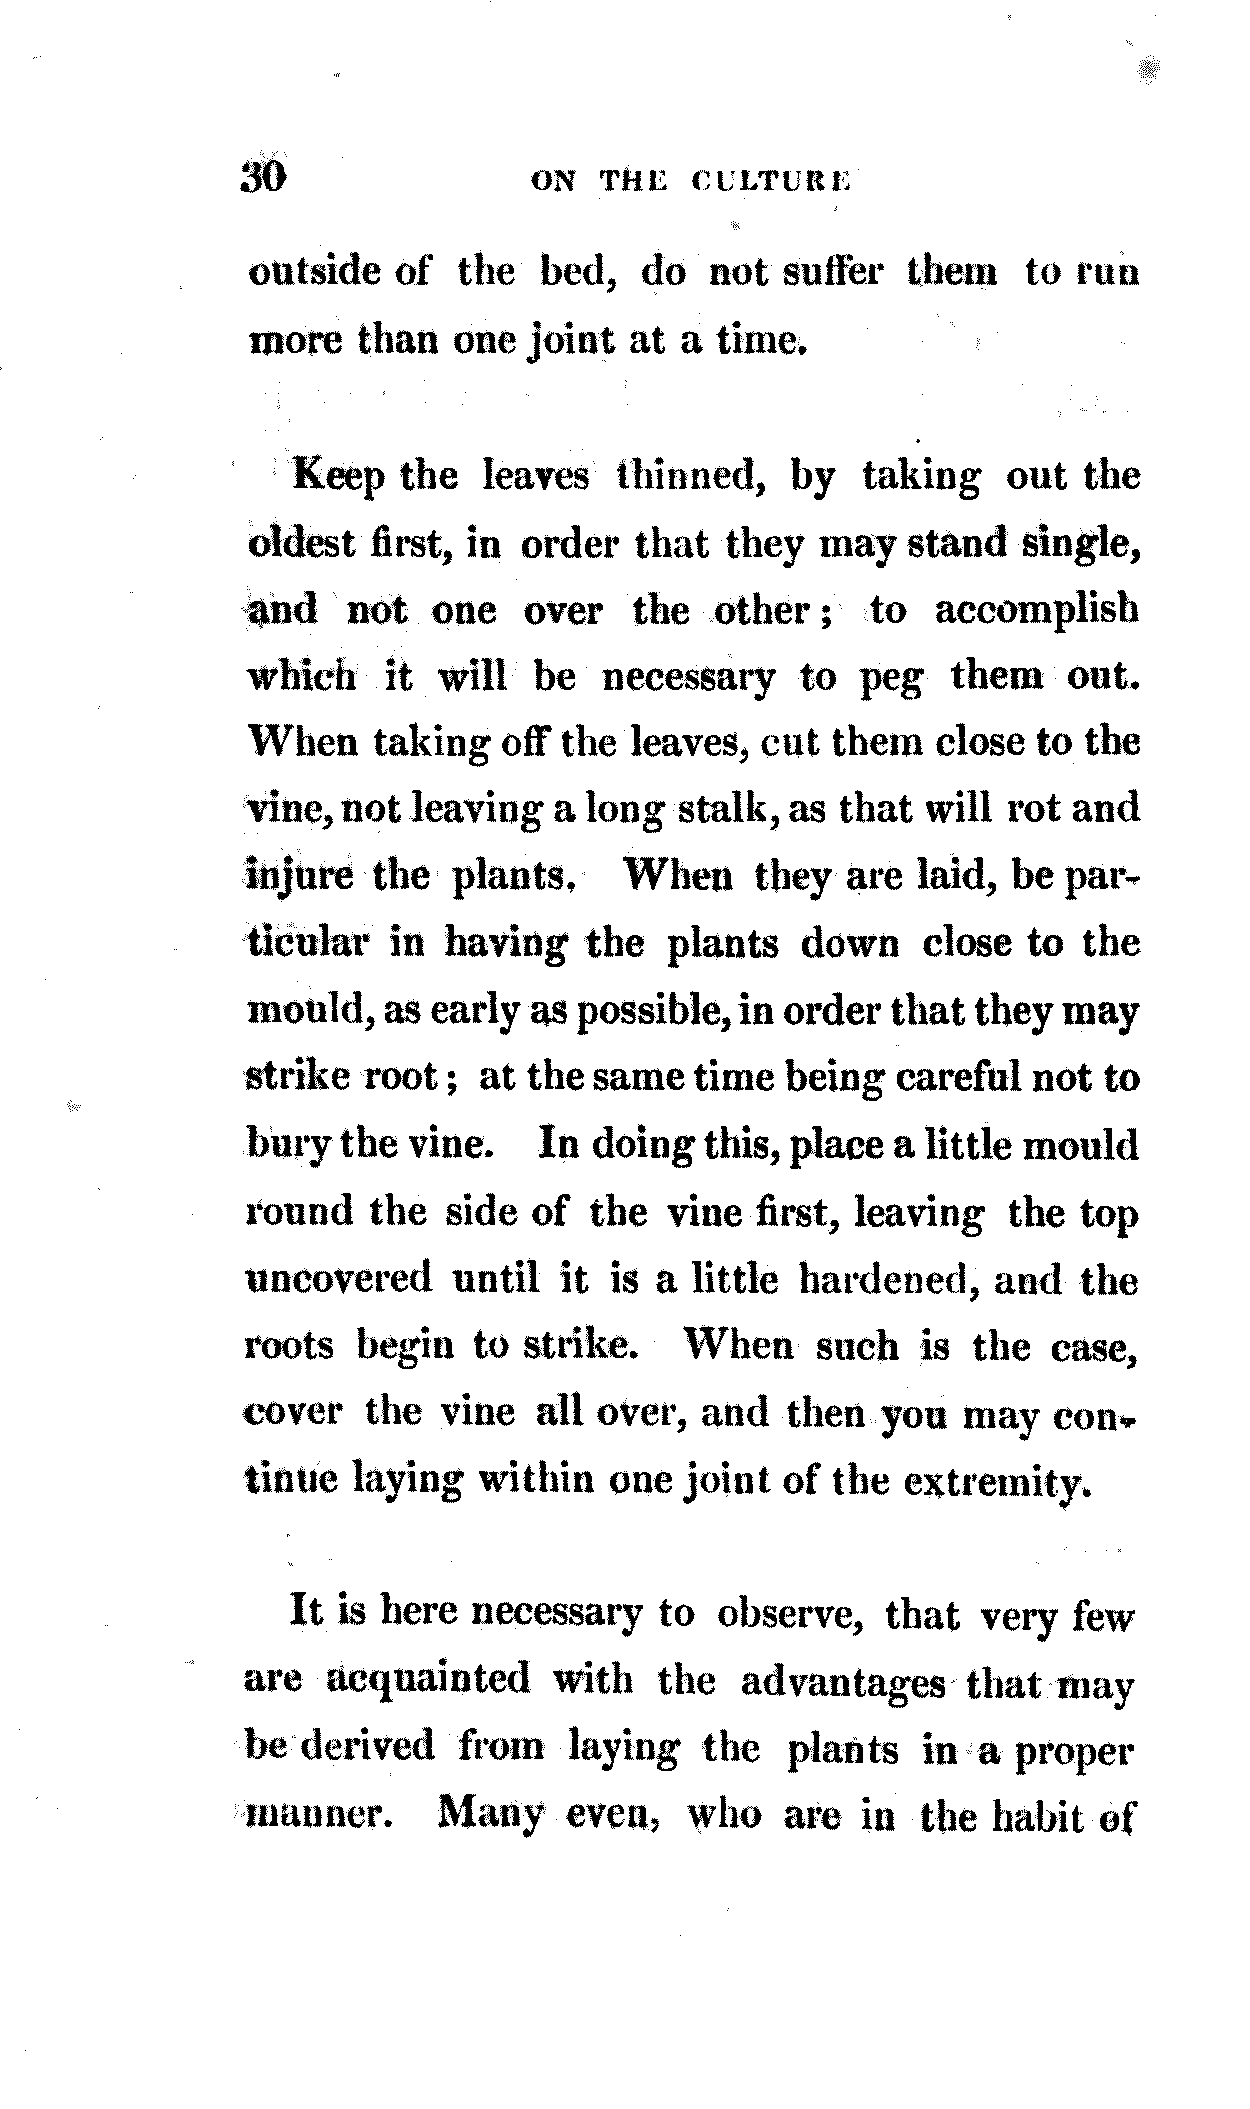 30 ON THE CULTURE
outside of the bed, do not suffer them to run
more than one joint at a time.
Keep the leaves thinned, by taking out the
oldest first, in order that they may stand single,
and not one over the other; to accomplish
which it will be necessary to peg them out.
When taking off the leaves, cut them close to the
vine, not leaving a long stalk, as that will rot and
injure the plants. When they are laid, be par-
ticular in having the plants down close to the
mould, as early as possible, in order that they may
strike root; at the same time being careful not to
bury the vine. In doing this, place a little mould
round the side of the vine first, leaving the top
uncovered until it is a little hardened, and the
roots begin to strike. When such is the case,
cover the vine all over, and then you may con-
tinue laying within one joint of the extremity.
It is here necessary to observe, that very few
are acquainted with the advantages that may
be derived from laying the plants in a proper
manner. Many even, who are in the habit of